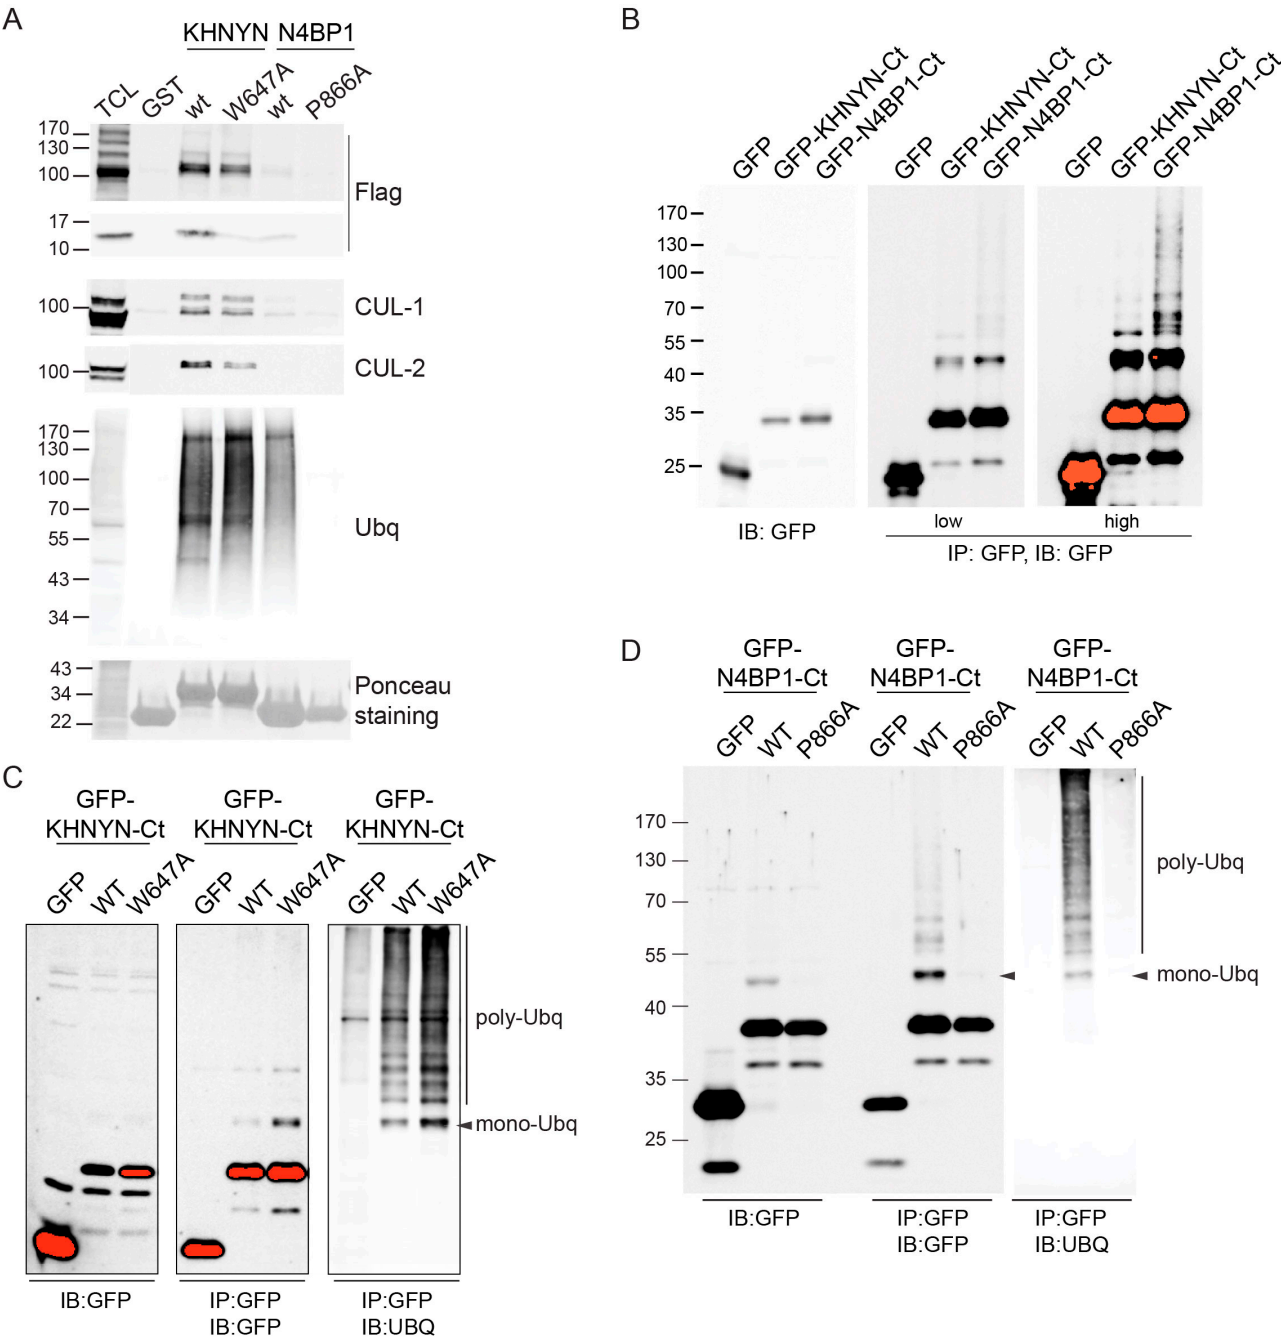 A
KHNYN N4BP1
TCL GST wt W647A wt P866A
170
130
100
Flag
17
10
100
CUL-1
100
CUL-2
170
130
100
70
55
43
34
Ubq
43
34
22
Ponceau
staining
B
GFP GFP-KHNYN-Ct GFP-N4BP1-Ct GFP GFP-KHNYN-Ct GFP-N4BP1-Ct GFP GFP-KHNYN-Ct GFP-N4BP1-Ct
170
130
100
70
55
40
35
25
IB: GFP
low high
IP: GFP, IB: GFP
C
GFP- GFP- GFP-
KHNYN-Ct KHNYN-Ct KHNYN-Ct
GFP WT W647A GFP WT W647A GFP WT W647A
poly-Ubq
mono-Ubq
IB:GFP IP:GFP IP:GFP
IB:GFP IB:UBQ
D
GFP- GFP- GFP-
N4BP1-Ct N4BP1-Ct N4BP1-Ct
GFP WT P866A GFP WT P866A GFP WT P866A
170
130
70
55
40
35
25
poly-Ubq
mono-Ubq
IB:GFP IP:GFP IP:GFP
IB:GFP IB:UBQ